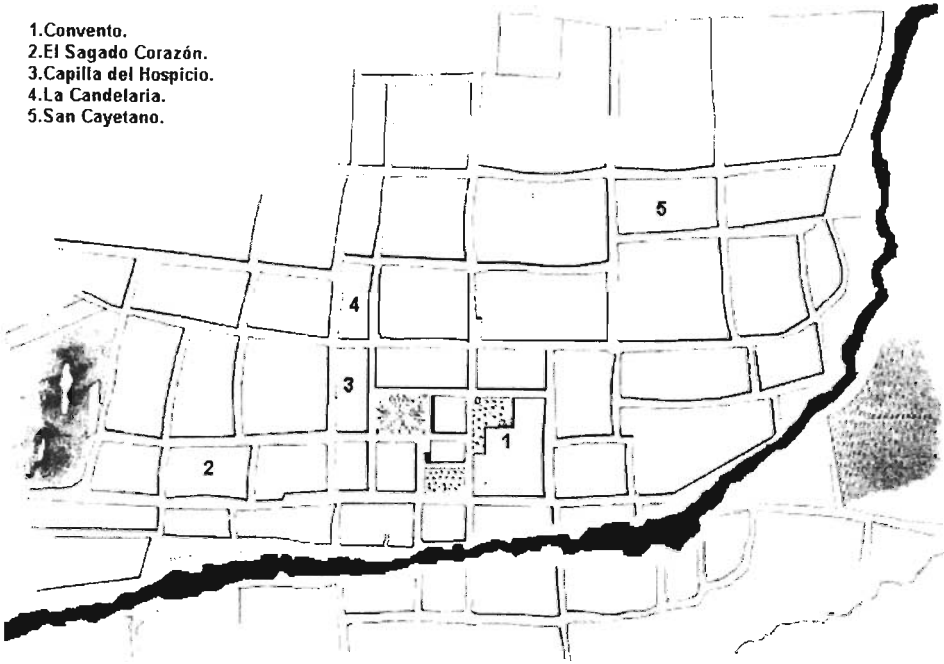 1.Convento.
2.El Sagado Corazón.
3.Capilla del Hospicio.
4.La Candelaria.
5.San Cayetano.
5
4
3
1
2